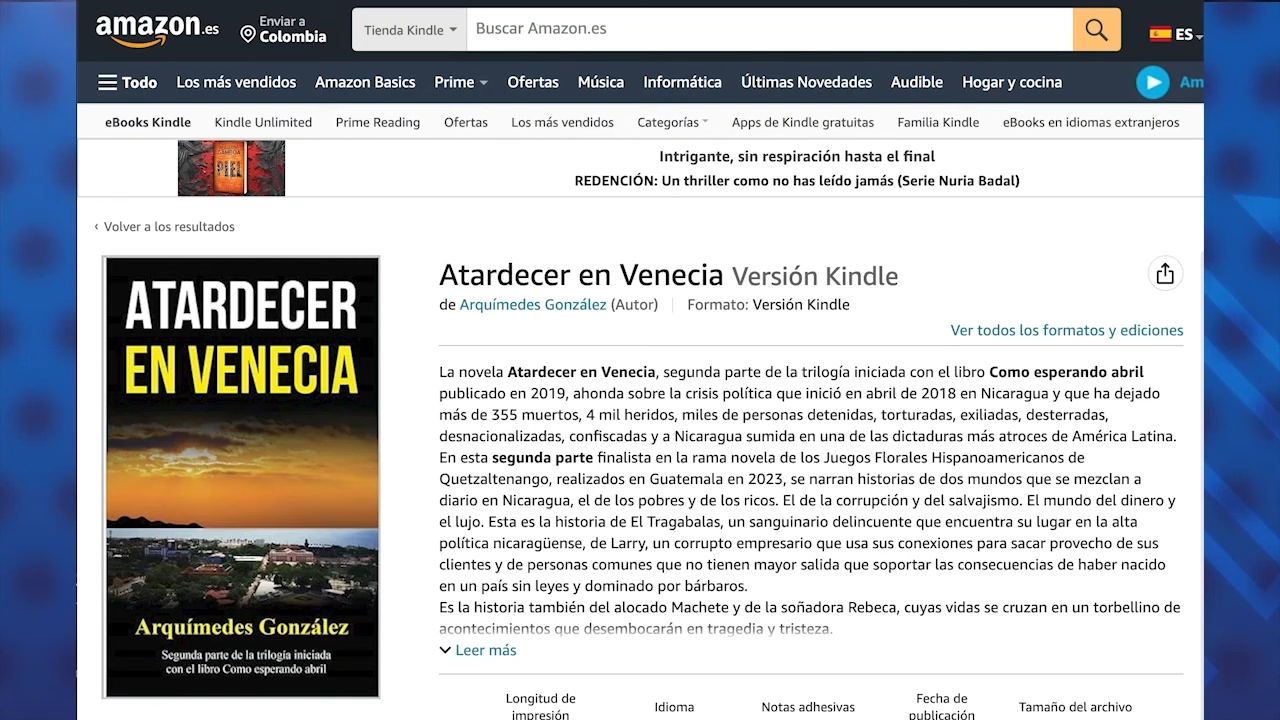 amazon.es
Enviar a
Colombia
Tienda Kindle
Buscar Amazon.es
ES
Todo
Los más vendidos
Amazon Basics
Prime
Ofertas
Música
Informática
Últimas Novedades
Audible
Hogar y cocina
Am
eBooks Kindle
Kindle Unlimited
Prime Reading
Ofertas
Los más vendidos
Categorías
Apps de Kindle gratuitas
Familia Kindle
eBooks en idiomas extranjeros
PIEL
Intrigante, sin respiración hasta el final
REDENCIÓN: Un thriller como no has leído jamás (Serie Nuria Badal)
‹ Volver a los resultados
ATARDECER
EN VENECIA
Arquímedes González
Segunda parte de la trilogía iniciada
con el libro Como esperando abril
Atardecer en Venecia Versión Kindle
de Arquímedes González (Autor) | Formato: Versión Kindle
Ver todos los formatos y ediciones
La novela Atardecer en Venecia, segunda parte de la trilogía iniciada con el libro Como esperando abril
publicado en 2019, ahonda sobre la crisis política que inició en abril de 2018 en Nicaragua y que ha dejado
más de 355 muertos, 4 mil heridos, miles de personas detenidas, torturadas, exiliadas, desterradas,
desnacionalizadas, confiscadas y a Nicaragua sumida en una de las dictaduras más atroces de América Latina.
En esta segunda parte finalista en la rama novela de los Juegos Florales Hispanoamericanos de
Quetzaltenango, realizados en Guatemala en 2023, se narran historias de dos mundos que se mezclan a
diario en Nicaragua, el de los pobres y de los ricos. El de la corrupción y del salvajismo. El mundo del dinero y
el lujo. Esta es la historia de El Tragabalas, un sanguinario delincuente que encuentra su lugar en la alta
política nicaragüense, de Larry, un corrupto empresario que usa sus conexiones para sacar provecho de sus
clientes y de personas comunes que no tienen mayor salida que soportar las consecuencias de haber nacido
en un país sin leyes y dominado por bárbaros.
Es la historia también del alocado Machete y de la soñadora Rebeca, cuyas vidas se cruzan en un torbellino de
acontecimientos que desembocarán en tragedia y tristeza.
Leer más
Longitud de
impresión
Idioma
Notas adhesivas
Fecha de
publicación
Tamaño del archivo